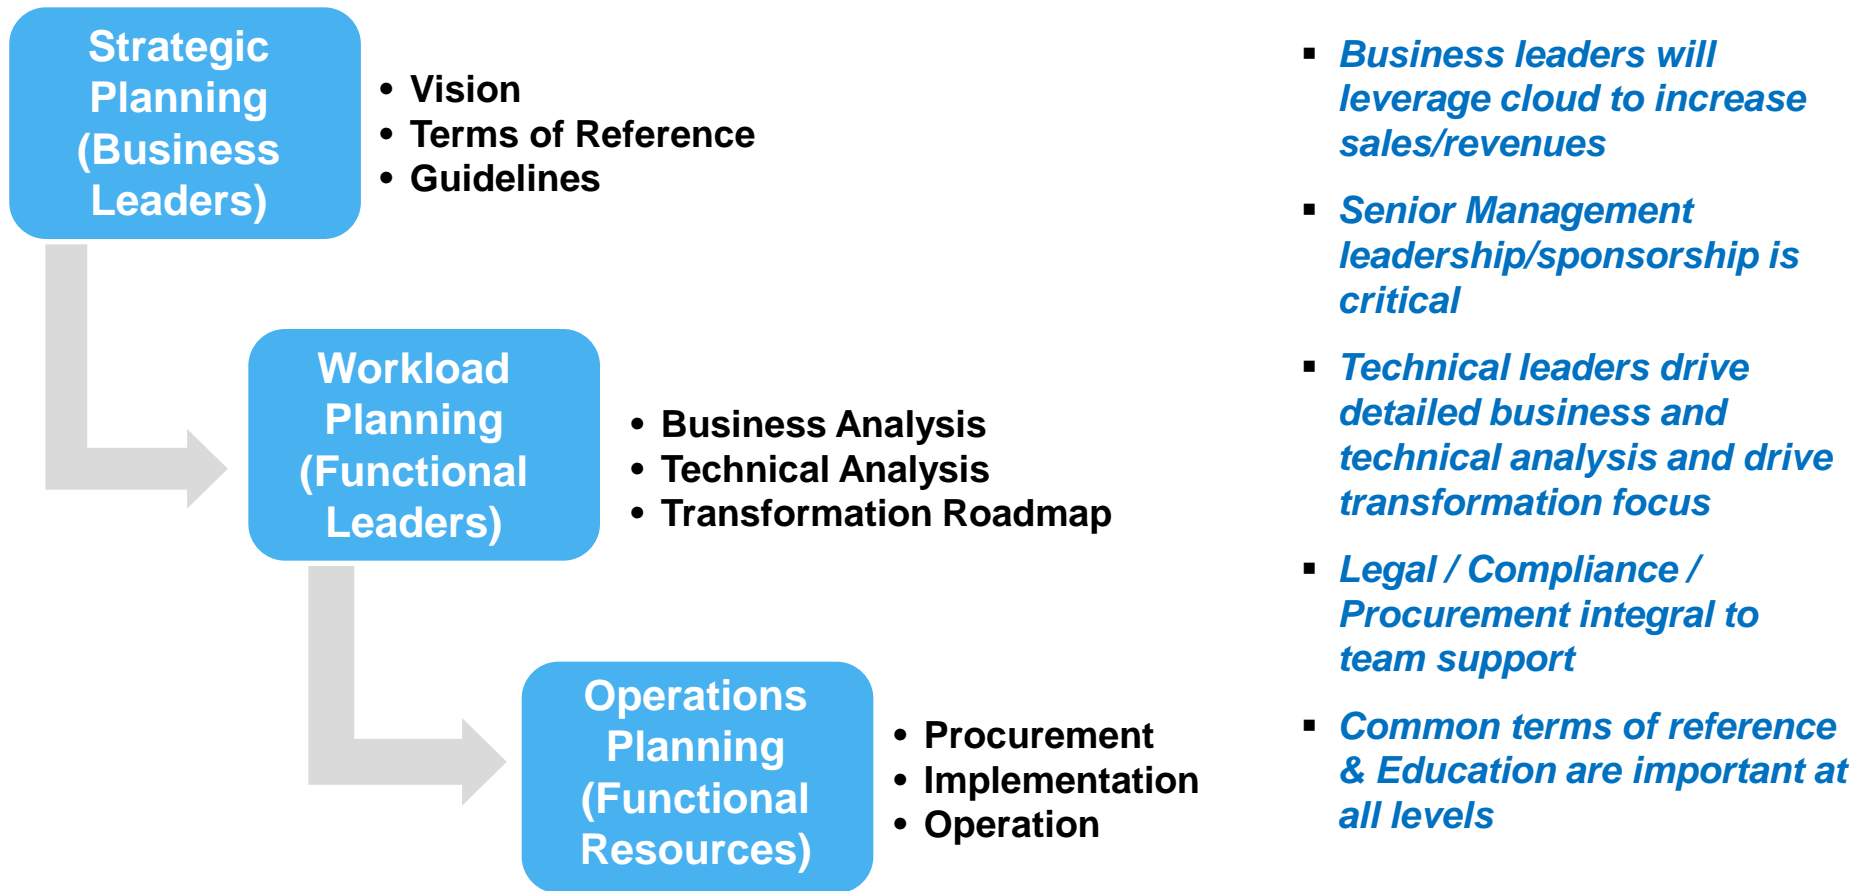 Strategic
Planning
(Business
Leaders)
• Vision
• Terms of Reference
• Guidelines
Workload
Planning
(Functional
Leaders)
• Business Analysis
• Technical Analysis
• Transformation Roadmap
Operations
Planning
(Functional
Resources)
• Procurement
• Implementation
• Operation
▪ Business leaders will
leverage cloud to increase
sales/revenues
▪ Senior Management
leadership/sponsorship is
critical
▪ Technical leaders drive
detailed business and
technical analysis and drive
transformation focus
▪ Legal / Compliance /
Procurement integral to
team support
▪ Common terms of reference
& Education are important at
all levels